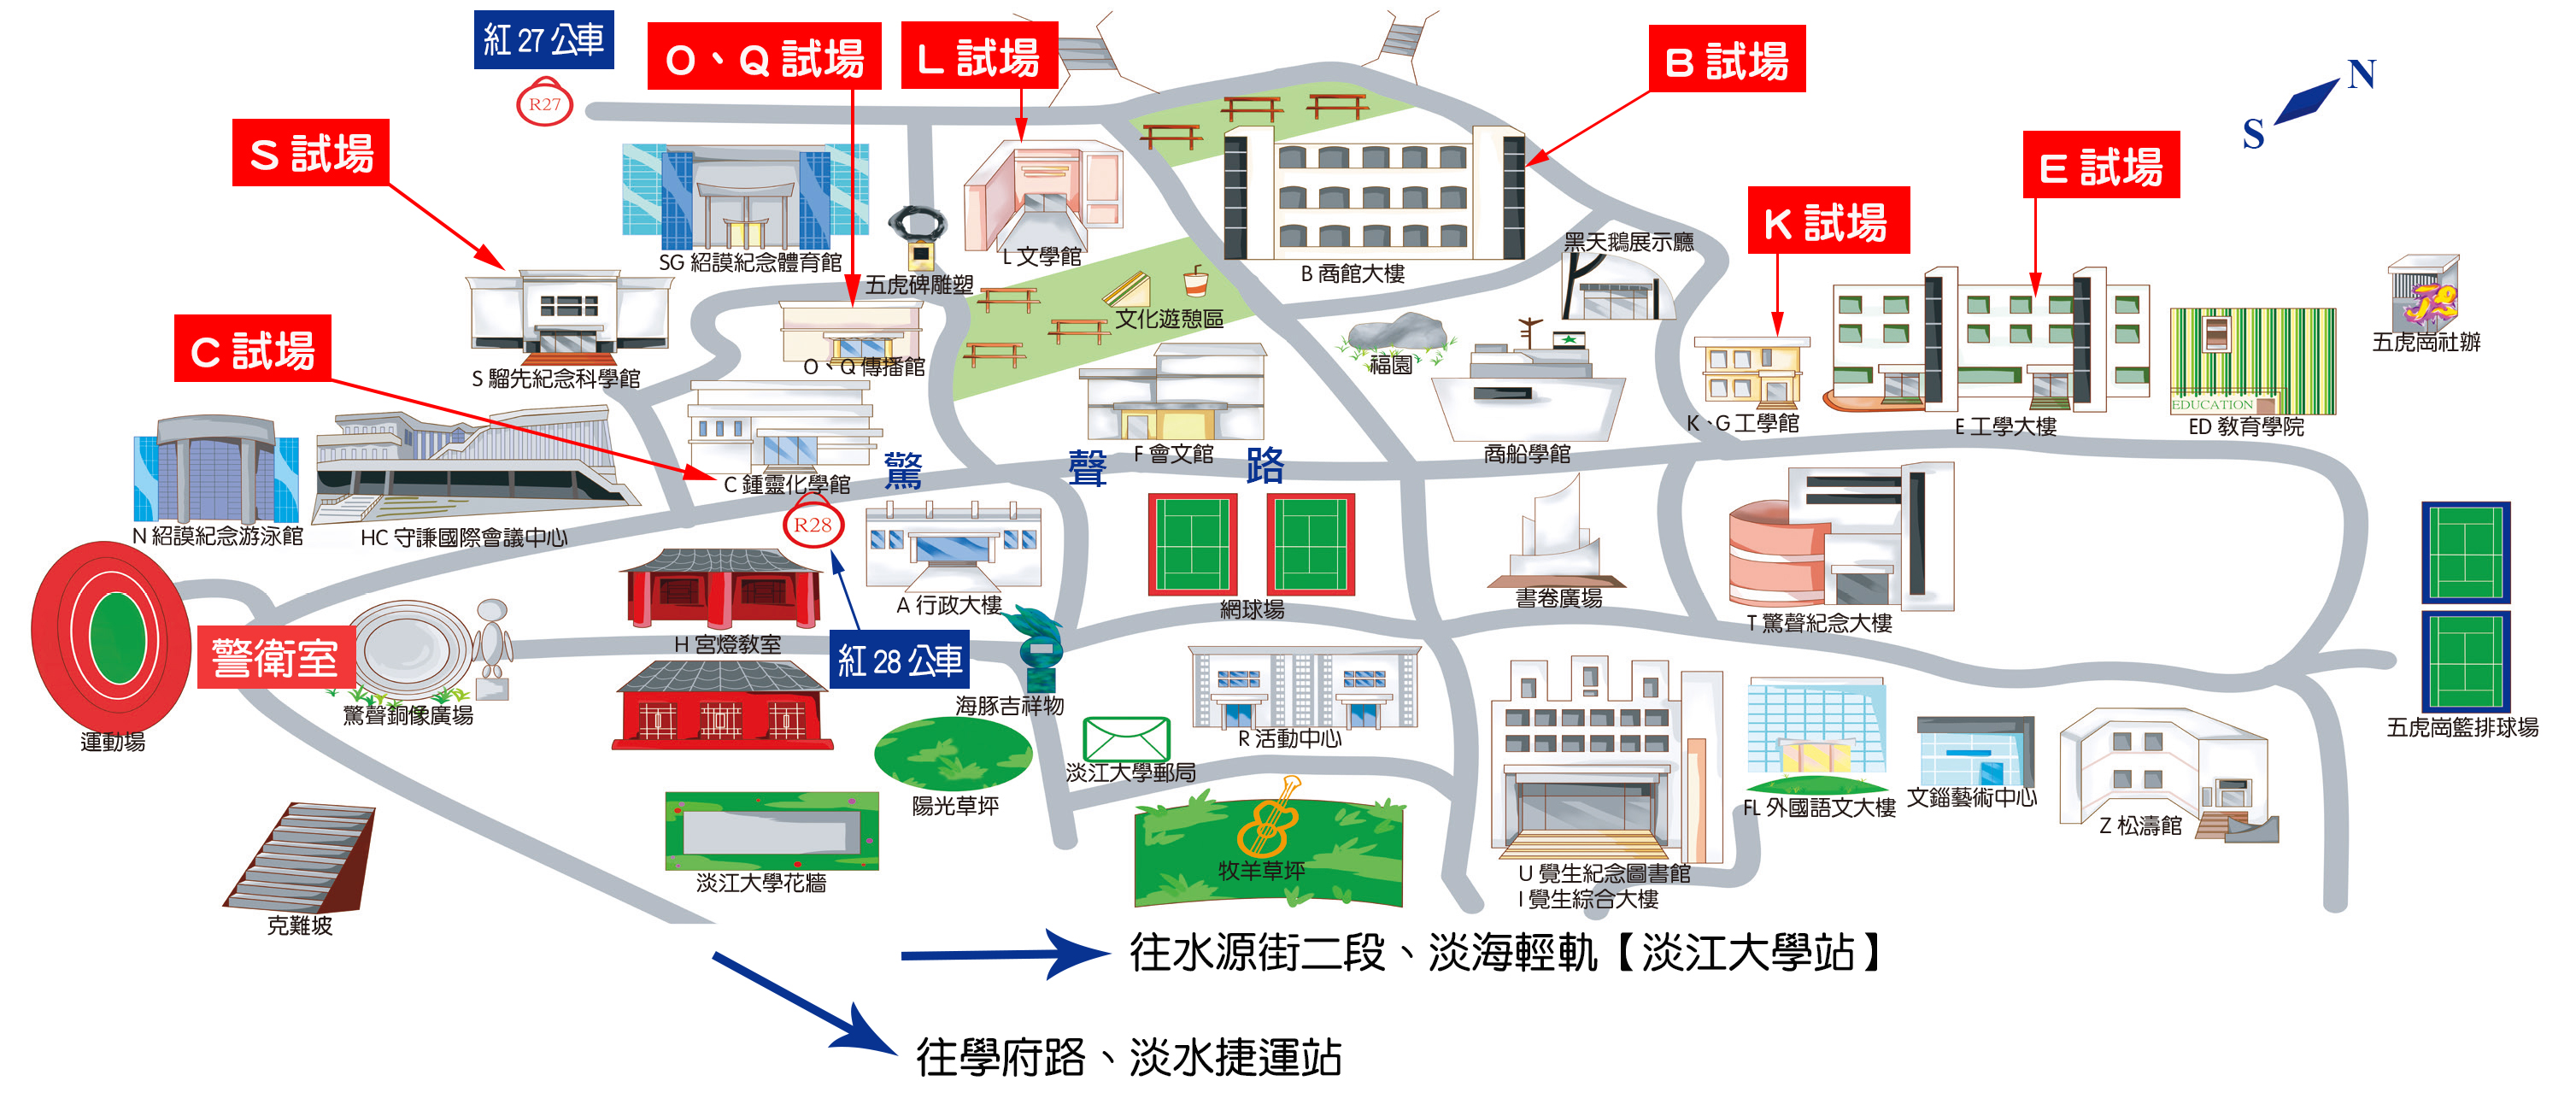 紅 27 公車
R27
O、Q 試場
L 試場
B 試場
N
S
S 試場
E 試場
K 試場
SG 紹謨紀念體育館
L 文學館
B 商館大樓
黑天鵝展示廳
五虎碑雕塑
文化遊憩區
五虎崗社辦
C 試場
S 騮先紀念科學館
O、Q 傳播館
福園
EDUCATION
K、G 工學館
E 工學大樓
ED 教育學院
F 會文館
商船學館
驚 聲 路
C 鍾靈化學館
R28
N 紹謨紀念游泳館
HC 守謙國際會議中心
A 行政大樓
網球場
書卷廣場
T 驚聲紀念大樓
警衛室
H 宮燈教室
紅 28 公車
海豚吉祥物
驚聲銅像廣場
運動場
五虎崗籃排球場
R 活動中心
淡江大學郵局
陽光草坪
FL 外國語文大樓
文錙藝術中心
Z 松濤館
淡江大學花牆
牧羊草坪
U 覺生紀念圖書館
I 覺生綜合大樓
克難坡
往水源街二段、淡海輕軌【淡江大學站】
往學府路、淡水捷運站